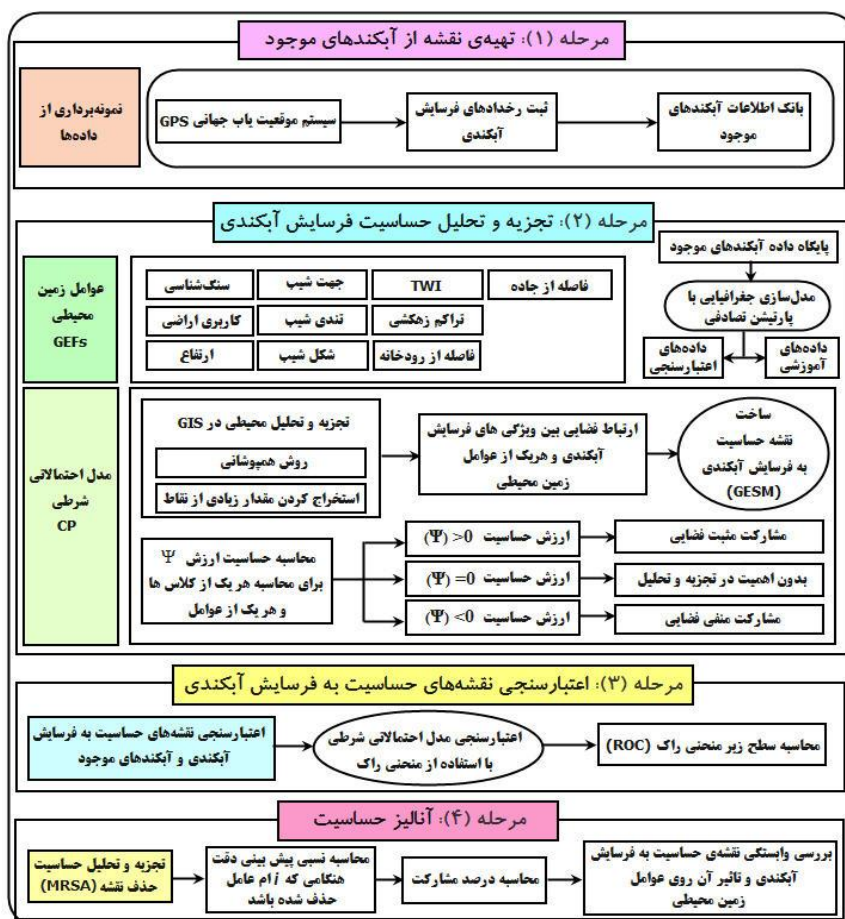 مرحله (۱): تهیه‌ی نقشه از آبکندهای موجود
نمونه‌برداری از
داده‌ها
سیستم موقعیت یاب جهانی GPS
ثبت رخدادهای فرسایش
آبکندی
بانک اطلاعات آبکندهای
موجود
مرحله (۲): تجزیه و تحلیل حساسیت فرسایش آبکندی
عوامل زمین
محیطی
GEFs
سنگ‌شناسی
جهت شیب
TWI
فاصله از جاده
کاربری اراضی
تندی شیب
تراکم زهکشی
ارتفاع
شکل شیب
فاصله از رودخانه
پایگاه داده آبکندهای موجود
مدل‌سازی جغرافیایی با
پارتیشن تصادفی
داده‌های
آموزشی
داده‌های
اعتبارسنجی
مدل احتمالاتی
شرطی
CP
تجزیه و تحلیل محیطی در GIS
روش همپوشانی
استخراج کردن مقدار زیادی از نقاط
ارتباط فضایی بین ویژگی های فرسایش
آبکندی و هریک از عوامل
زمین محیطی
ساخت
نقشه حساسیت
به فرسایش آبکندی
(GESM)
محاسبه حساسیت ارزش Ψ
برای محاسبه هر یک از کلاس ها
و هر یک از عوامل
ارزش حساسیت (Ψ) >0
مشارکت مثبت فضایی
ارزش حساسیت (Ψ) =0
بدون اهمیت در تجزیه و تحلیل
ارزش حساسیت (Ψ) <0
مشارکت منفی فضایی
مرحله (۳): اعتبارسنجی نقشه‌های حساسیت به فرسایش آبکندی
اعتبارسنجی نقشه‌های حساسیت به فرسایش
آبکندی و آبکندهای موجود
اعتبارسنجی مدل احتمالاتی شرطی
با استفاده از منحنی راک
محاسبه سطح زیر منحنی راک (ROC)
مرحله (۴): آنالیز حساسیت
تجزیه و تحلیل حساسیت
حذف نقشه (MRSA)
محاسبه نسبی پیش بینی دقت
هنگامی که i ام عامل
حذف شده باشد
محاسبه درصد مشارکت
بررسی وابستگی نقشه‌ی حساسیت به فرسایش
آبکندی و تاثیر آن روی عوامل
زمین محیطی